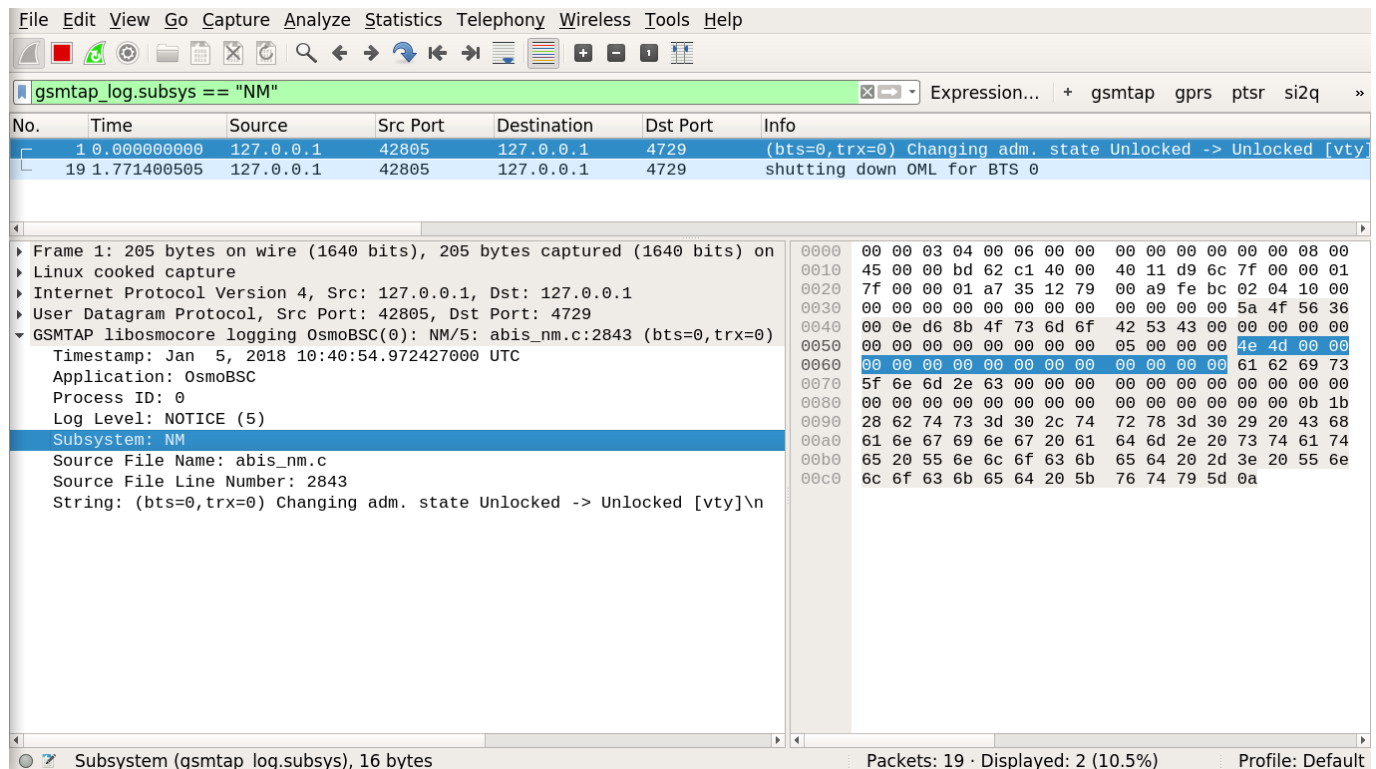 File Edit View Go Capture Analyze Statistics Telephony Wireless Tools Help
gsmtap_log.subsys == "NM" Expression... + gsmtap gprs ptsr si2q »
No. Time Source Src Port Destination Dst Port Info
1 0.000000000 127.0.0.1 42805 127.0.0.1 4729 (bts=0,trx=0) Changing adm. state Unlocked -> Unlocked [vty]
19 1.771400505 127.0.0.1 42805 127.0.0.1 4729 shutting down OML for BTS 0
Frame 1: 205 bytes on wire (1640 bits), 205 bytes captured (1640 bits) on
Linux cooked capture
Internet Protocol Version 4, Src: 127.0.0.1, Dst: 127.0.0.1
User Datagram Protocol, Src Port: 42805, Dst Port: 4729
GSMTAP libosmocore logging OsmoBSC(0): NM/5: abis_nm.c:2843 (bts=0,trx=0)
Timestamp: Jan  5, 2018 10:40:54.972427000 UTC
Application: OsmoBSC
Process ID: 0
Log Level: NOTICE (5)
Subsystem: NM
Source File Name: abis_nm.c
Source File Line Number: 2843
String: (bts=0,trx=0) Changing adm. state Unlocked -> Unlocked [vty]\n
0000 00 00 03 04 00 06 00 00 00 00 00 00 00 00 08 00
0010 45 00 00 bd 62 c1 40 00 40 11 d9 6c 7f 00 00 01
0020 7f 00 00 01 a7 35 12 79 00 a9 fe bc 02 04 10 00
0030 00 00 00 00 00 00 00 00 00 00 00 00 5a 4f 56 36
0040 00 0e d6 8b 4f 73 6d 6f 42 53 43 00 00 00 00 00
0050 00 00 00 00 00 00 00 00 05 00 00 00 4e 4d 00 00
0060 00 00 00 00 00 00 00 00 00 00 00 00 61 62 69 73
0070 5f 6e 6d 2e 63 00 00 00 00 00 00 00 00 00 00 00
0080 00 00 00 00 00 00 00 00 00 00 00 00 00 00 0b 1b
0090 28 62 74 73 3d 30 2c 74 72 78 3d 30 29 20 43 68
00a0 61 6e 67 69 6e 67 20 61 64 6d 2e 20 73 74 61 74
00b0 65 20 55 6e 6c 6f 63 6b 65 64 20 2d 3e 20 55 6e
00c0 6c 6f 63 6b 65 64 20 5b 76 74 79 5d 0a
Subsystem (gsmtap_log.subsys), 16 bytes Packets: 19 · Displayed: 2 (10.5%) Profile: Default